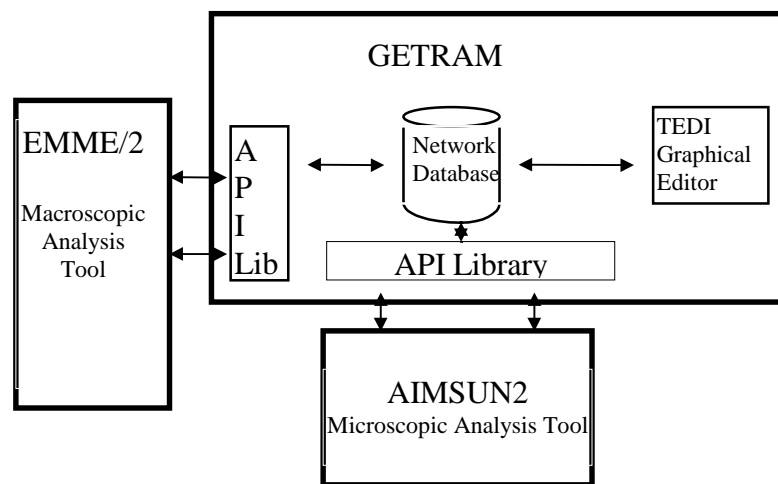 GETRAM
EMME/2
Macroscopic
Analysis
Tool
A
P
I
Lib
Network
Database
TEDI
Graphical
Editor
API Library
AIMSUN2
Microscopic Analysis Tool